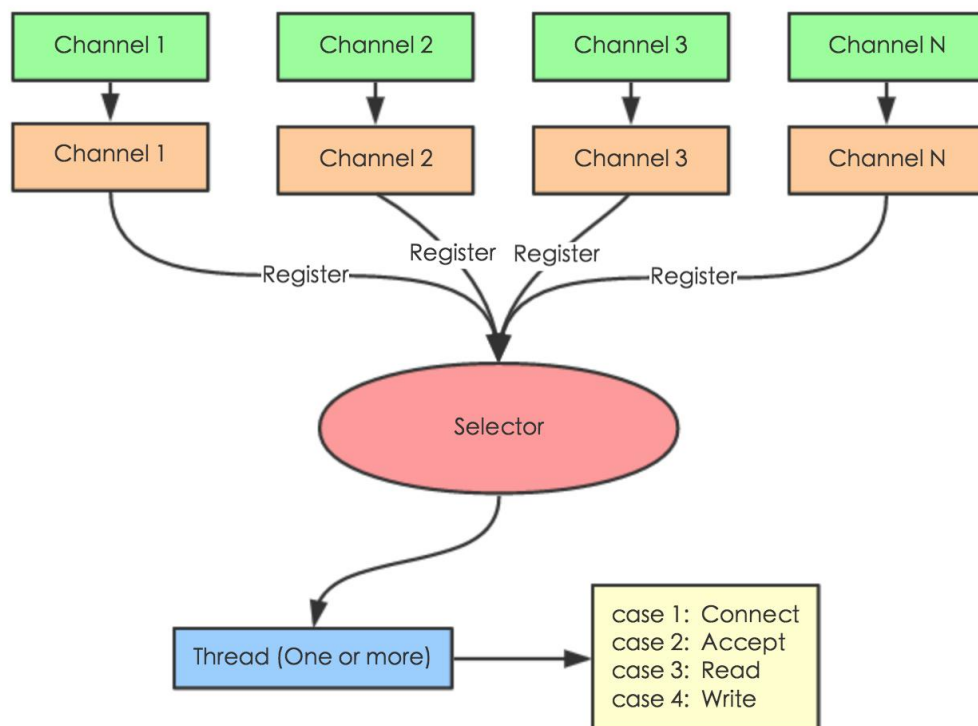 Channel 1
Channel 2
Channel 3
Channel N
Channel 1
Channel 2
Channel 3
Channel N
Register
Register
Register
Register
Selector
Thread (One or more)
case 1: Connect
case 2: Accept
case 3: Read
case 4: Write